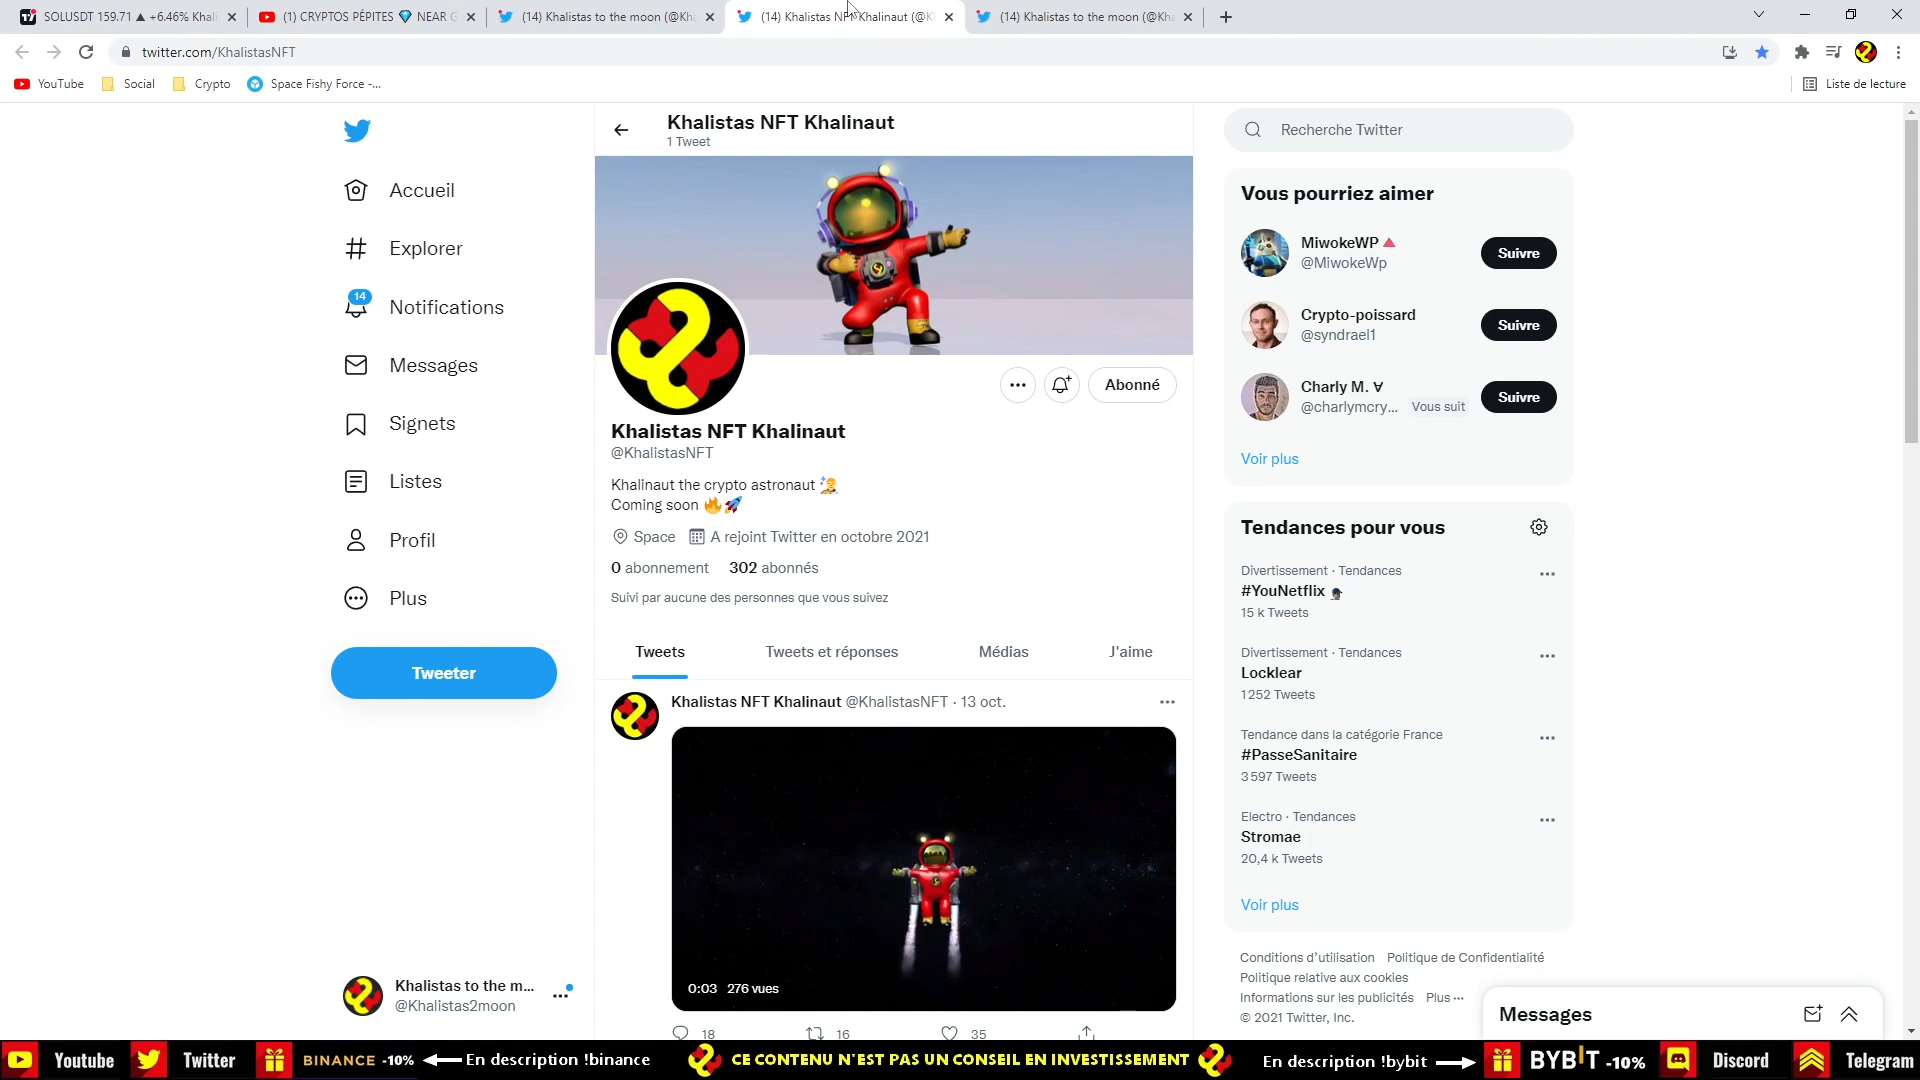 SOLUSDT 159.71 ▲ +6.46% Khali
(1) CRYPTOS PÉPITES 💎 NEAR G
(14) Khalistas to the moon (@Kha
(14) Khalistas NFT Khalinaut (@K
(14) Khalistas to the moon (@Kha
twitter.com/KhalistasNFT
YouTube
Social
Crypto
Space Fishy Force -...
Liste de lecture
Accueil
Explorer
14
Notifications
Messages
Signets
Listes
Profil
Plus
Tweeter
Khalistas to the m...
@Khalistas2moon
Khalistas NFT Khalinaut
1 Tweet
Abonné
Khalistas NFT Khalinaut
@KhalistasNFT
Khalinaut the crypto astronaut
Coming soon 🔥🚀
Space A rejoint Twitter en octobre 2021
0 abonnement 302 abonnés
Suivi par aucune des personnes que vous suivez
Tweets
Tweets et réponses
Médias
J'aime
Khalistas NFT Khalinaut @KhalistasNFT · 13 oct.
0:03 276 vues
18
16
35
Recherche Twitter
Vous pourriez aimer
MiwokeWP 🔺
@MiwokeWp
Suivre
Crypto-poissard
@syndrael1
Suivre
Charly M. ∀
@charlymcry... Vous suit
Suivre
Voir plus
Tendances pour vous
Divertissement · Tendances
#YouNetflix
15 k Tweets
Divertissement · Tendances
Locklear
1 252 Tweets
Tendance dans la catégorie France
#PasseSanitaire
3 597 Tweets
Electro · Tendances
Stromae
20,4 k Tweets
Voir plus
Conditions d'utilisation Politique de Confidentialité
Politique relative aux cookies
Informations sur les publicités Plus ···
© 2021 Twitter, Inc.
Messages
Youtube
Twitter
BINANCE -10%
En description !binance
CE CONTENU N'EST PAS UN CONSEIL EN INVESTISSEMENT
En description !bybit
BYBIT -10%
Discord
Telegram